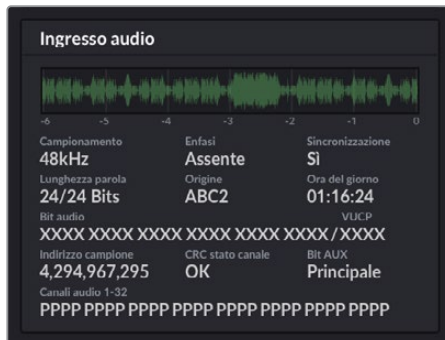 Ingresso audio
-6 -5 -4 -3 -2 -1 0
Campionamento Enfasi Sincronizzazione
48kHz Assente Sì
Lunghezza parola Origine Ora del giorno
24/24 Bits ABC2 01:16:24
Bit audio VUCP
XXXX XXXX XXXX XXXX XXXX XXXX/XXXX
Indirizzo campione CRC stato canale Bit AUX
4,294,967,295 OK Principale
Canali audio 1-32
PPPP PPPP PPPP PPPP PPPP PPPP PPPP PPPP